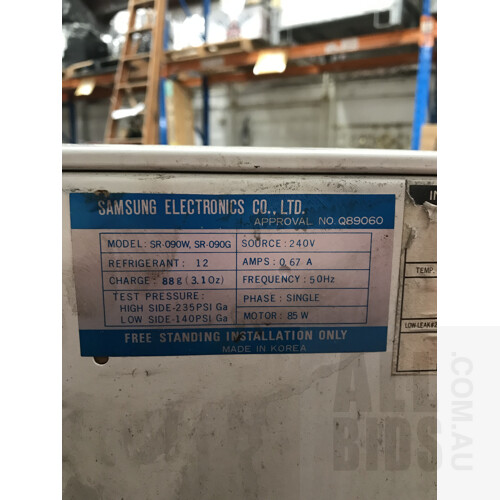 SAMSUNG ELECTRONICS CO., LTD.
APPROVAL NO. Q89060
MODEL: SR-090W, SR-090G
SOURCE: 240V
REFRIGERANT: 12
AMPS: 0.67 A
CHARGE: 88g (3.1Oz)
FREQUENCY: 50Hz
TEST PRESSURE:
HIGH SIDE-235PSI Ga
LOW SIDE-140PSI Ga
PHASE: SINGLE
MOTOR: 85 W
FREE STANDING INSTALLATION ONLY
MADE IN KOREA
IN
TEMP.
ALL
BIDS
.COM.AU